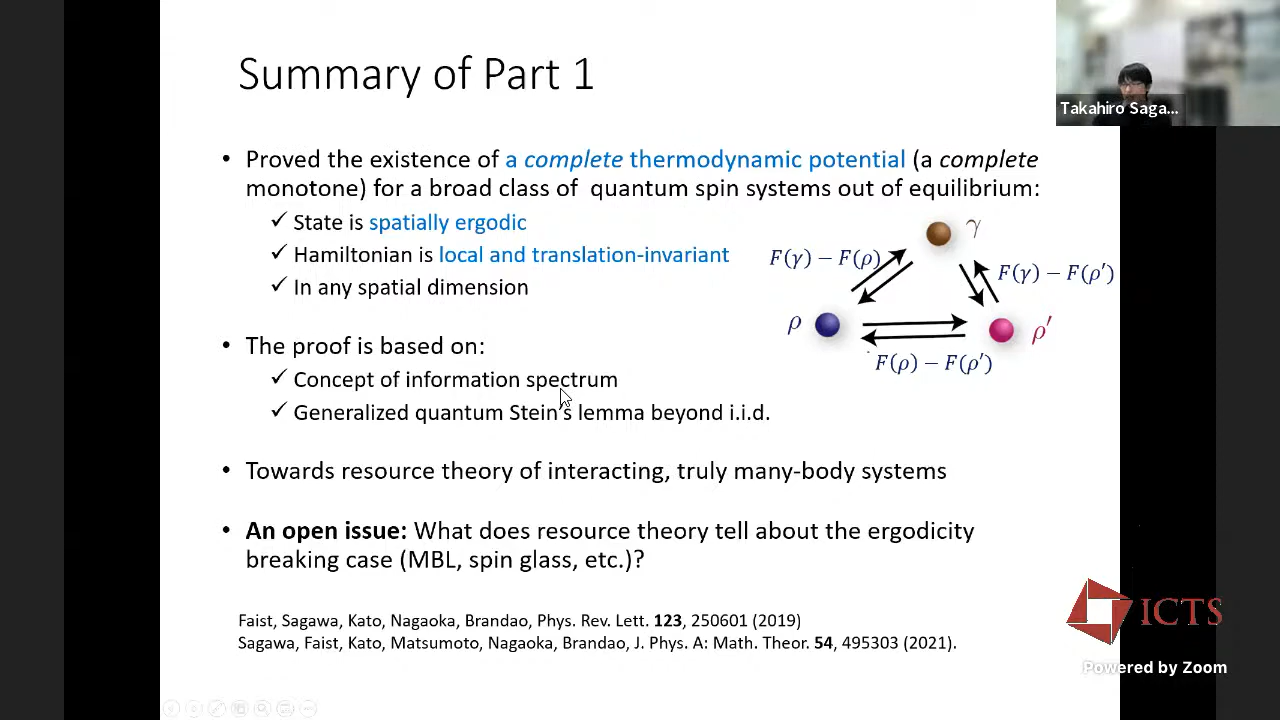 Summary of Part 1
Takahiro Saga...
• Proved the existence of a complete thermodynamic potential (a complete
monotone) for a broad class of quantum spin systems out of equilibrium:
✓ State is spatially ergodic
✓ Hamiltonian is local and translation-invariant
✓ In any spatial dimension
γ
F(γ) − F(ρ)
F(γ) − F(ρ′)
ρ
ρ′
F(ρ) − F(ρ′)
• The proof is based on:
✓ Concept of information spectrum
✓ Generalized quantum Stein's lemma beyond i.i.d.
• Towards resource theory of interacting, truly many-body systems
• An open issue: What does resource theory tell about the ergodicity
breaking case (MBL, spin glass, etc.)?
Faist, Sagawa, Kato, Nagaoka, Brandao, Phys. Rev. Lett. 123, 250601 (2019)
Sagawa, Faist, Kato, Matsumoto, Nagaoka, Brandao, J. Phys. A: Math. Theor. 54, 495303 (2021).
ICTS
Powered by Zoom